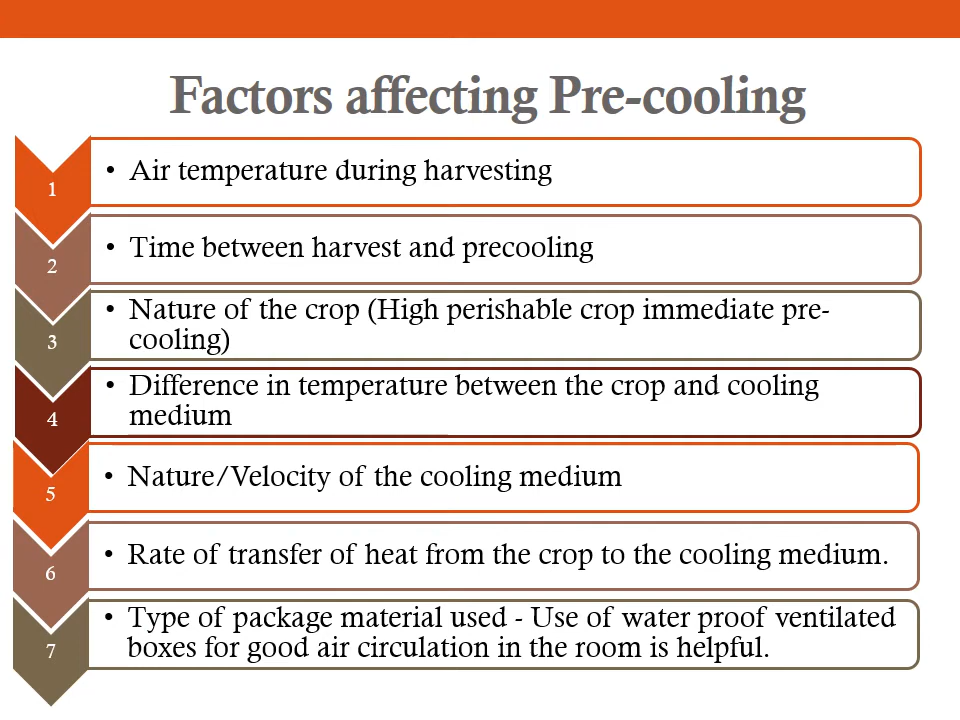 Factors affecting Pre-cooling
1
• Air temperature during harvesting
2
• Time between harvest and precooling
3
• Nature of the crop (High perishable crop immediate pre-
cooling)
4
• Difference in temperature between the crop and cooling
medium
5
• Nature/Velocity of the cooling medium
6
• Rate of transfer of heat from the crop to the cooling medium.
7
• Type of package material used - Use of water proof ventilated
boxes for good air circulation in the room is helpful.